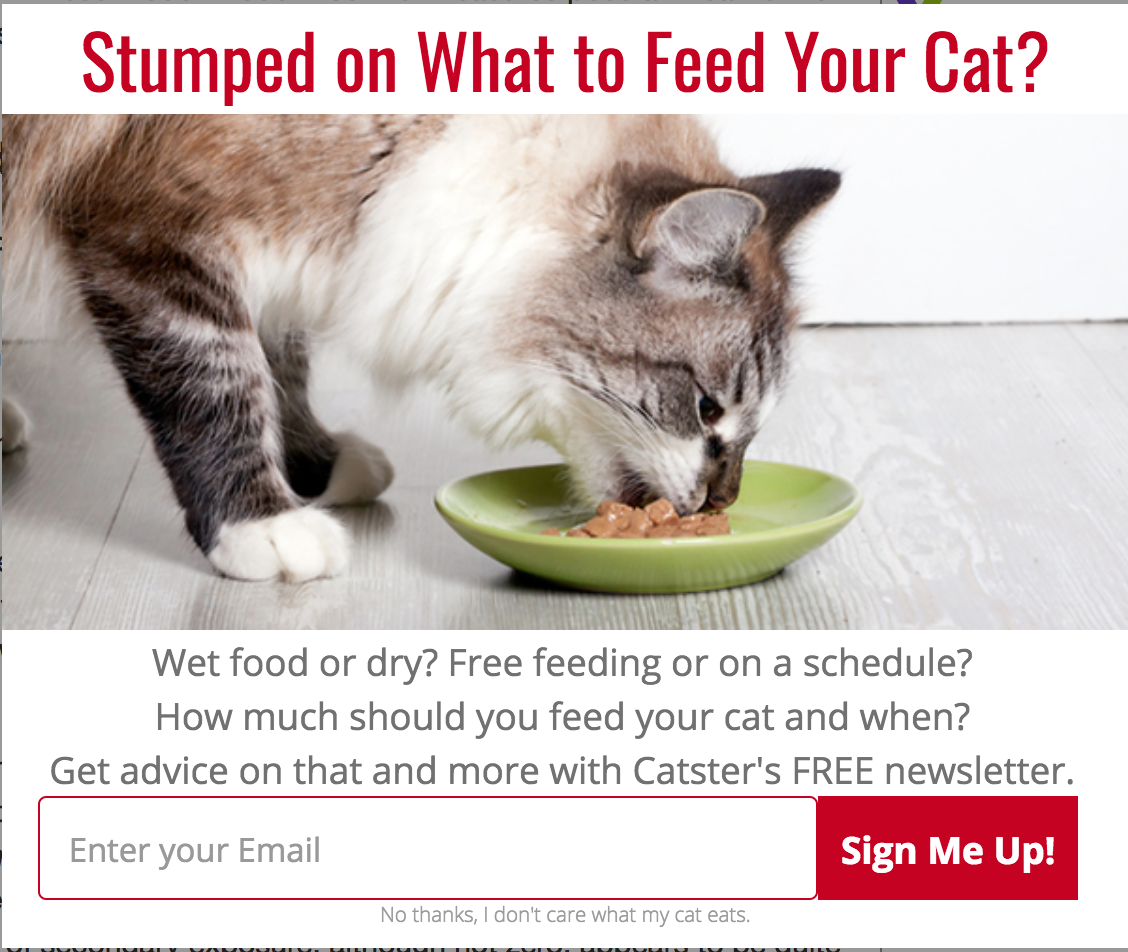 Stumped on What to Feed Your Cat?
Wet food or dry? Free feeding or on a schedule?
How much should you feed your cat and when?
Get advice on that and more with Catster's FREE newsletter.
Enter your Email
Sign Me Up!
No thanks, I don't care what my cat eats.